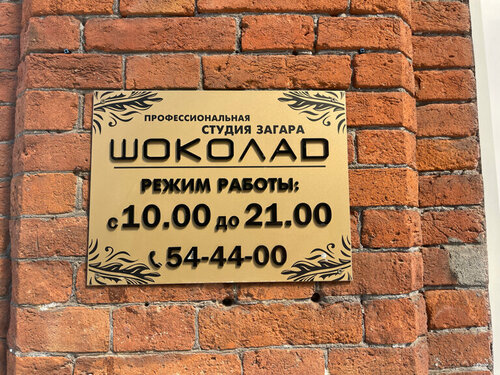 ПРОФЕССИОНАЛЬНАЯ
СТУДИЯ ЗАГАРА
ШОКОЛАД
РЕЖИМ РАБОТЫ:
с 10.00 до 21.00
54-44-00